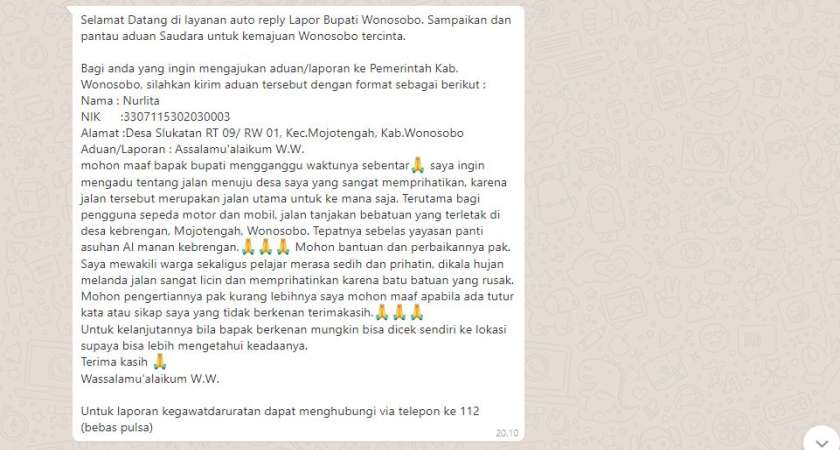 Selamat Datang di layanan auto reply Lapor Bupati Wonosobo. Sampaikan dan
pantau aduan Saudara untuk kemajuan Wonosobo tercinta.
Bagi anda yang ingin mengajukan aduan/laporan ke Pemerintah Kab.
Wonosobo, silahkan kirim aduan tersebut dengan format sebagai berikut :
Nama : Nurlita
NIK :3307115302030003
Alamat :Desa Slukatan RT 09/ RW 01, Kec.Mojotengah, Kab.Wonosobo
Aduan/Laporan : Assalamu'alaikum W.W.
mohon maaf bapak bupati mengganggu waktunya sebentar🙏 saya ingin
mengadu tentang jalan menuju desa saya yang sangat memprihatikan, karena
jalan tersebut merupakan jalan utama untuk ke mana saja. Terutama bagi
pengguna sepeda motor dan mobil, jalan tanjakan bebatuan yang terletak di
desa kebrengan, Mojotengah, Wonosobo. Tepatnya sebelas yayasan panti
asuhan Al manan kebrengan.🙏🙏🙏 Mohon bantuan dan perbaikannya pak.
Saya mewakili warga sekaligus pelajar merasa sedih dan prihatin, dikala hujan
melanda jalan sangat licin dan memprihatinkan karena batu batuan yang rusak.
Mohon pengertiannya pak kurang lebihnya saya mohon maaf apabila ada tutur
kata atau sikap saya yang tidak berkenan terimakasih.🙏🙏🙏
Untuk kelanjutannya bila bapak berkenan mungkin bisa dicek sendiri ke lokasi
supaya bisa lebih mengetahui keadaanya.
Terima kasih 🙏
Wassalamu'alaikum W.W.
Untuk laporan kegawatdaruratan dapat menghubungi via telepon ke 112
(bebas pulsa)
20.10